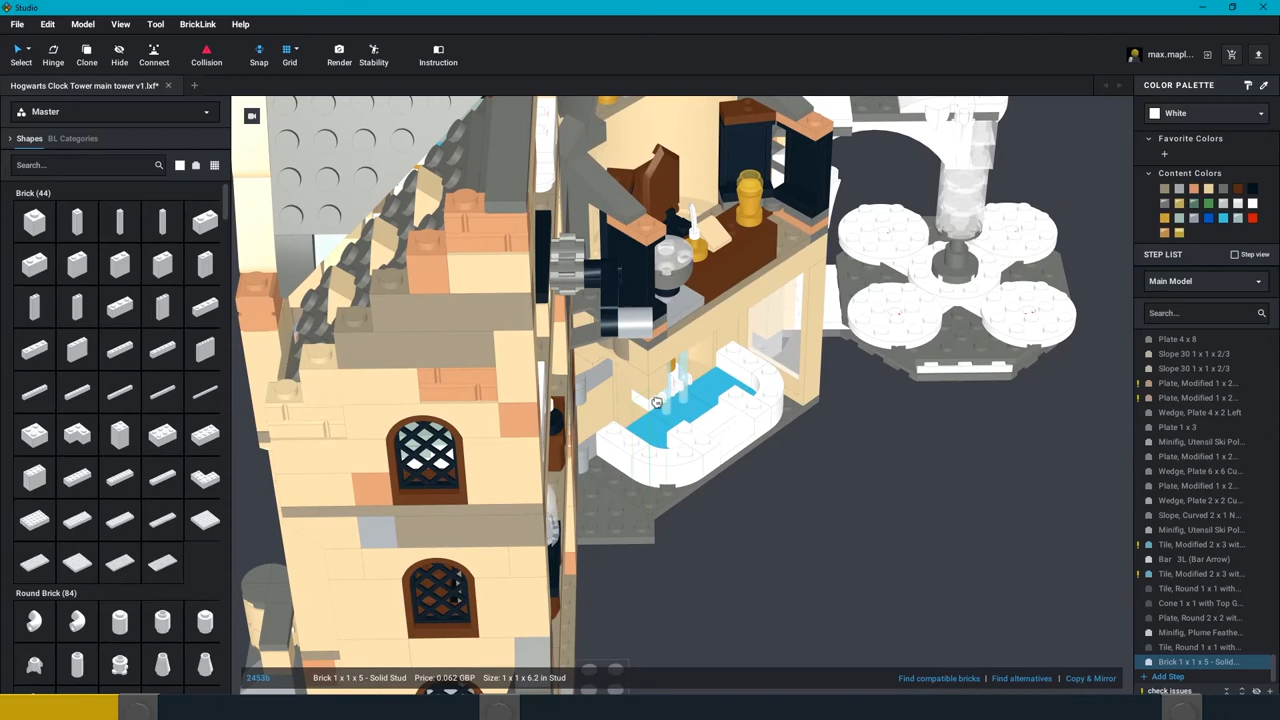 Studio
File Edit Model View Tool BrickLink Help
Select Hinge Clone Hide Connect Collision Snap Grid Render Stability Instruction
max.mapl...
Hogwarts Clock Tower main tower v1.lxf*
COLOR PALETTE
Master
White
Shapes BL Categories
Favorite Colors
Search...
Content Colors
Brick (44)
STEP LIST
Step view
Main Model
Search...
Plate 4 x 8
Slope 30 1 x 1 x 2/3
Slope 30 1 x 1 x 2/3
Plate, Modified 1 x 2...
Plate, Modified 1 x 2...
Wedge, Plate 4 x 2 Left
Plate 1 x 3
Minifig, Utensil Ski Pol...
Plate, Modified 1 x 2...
Wedge, Plate 6 x 6 Cu...
Plate, Modified 1 x 2...
Wedge, Plate 2 x 2 Cu...
Slope, Curved 2 x 1 N...
Minifig, Utensil Ski Pol...
Tile, Modified 2 x 3 wit...
Bar 3L (Bar Arrow)
Tile, Modified 2 x 3 wit...
Tile, Round 1 x 1 with...
Round Brick (84)
Cone 1 x 1 with Top G...
Plate, Round 2 x 2 wit...
Minifig, Plume Feathe...
Tile, Round 1 x 1 with...
Brick 1 x 1 x 5 - Solid...
2453b Brick 1 x 1 x 5 - Solid Stud Price: 0.062 GBP Size: 1 x 1 x 6.2 in Stud Find compatible bricks | Find alternatives | Copy & Mirror
+ Add Step
check issues